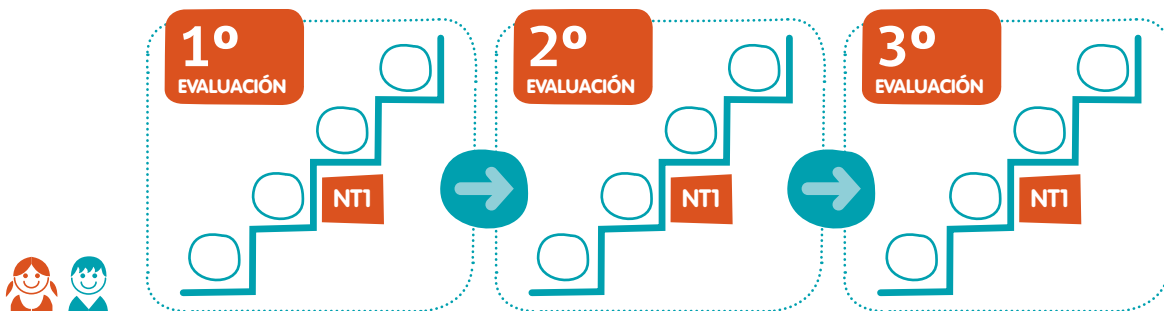 1º
EVALUACIÓN
NT1
2º
EVALUACIÓN
NT1
3º
EVALUACIÓN
NT1